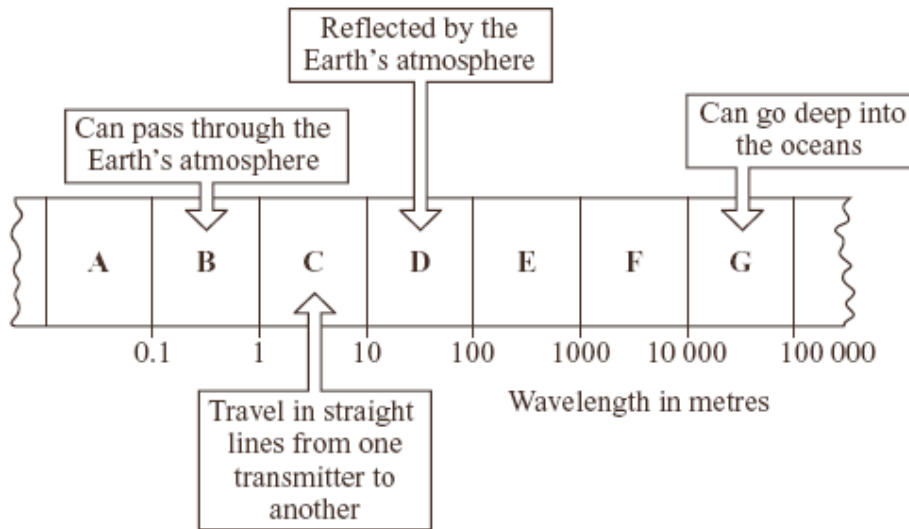 Reflected by the
Earth's atmosphere
Can pass through the
Earth's atmosphere
Can go deep into
the oceans
A B C D E F G
0.1 1 10 100 1000 10 000 100 000
Wavelength in metres
Travel in straight
lines from one
transmitter to
another